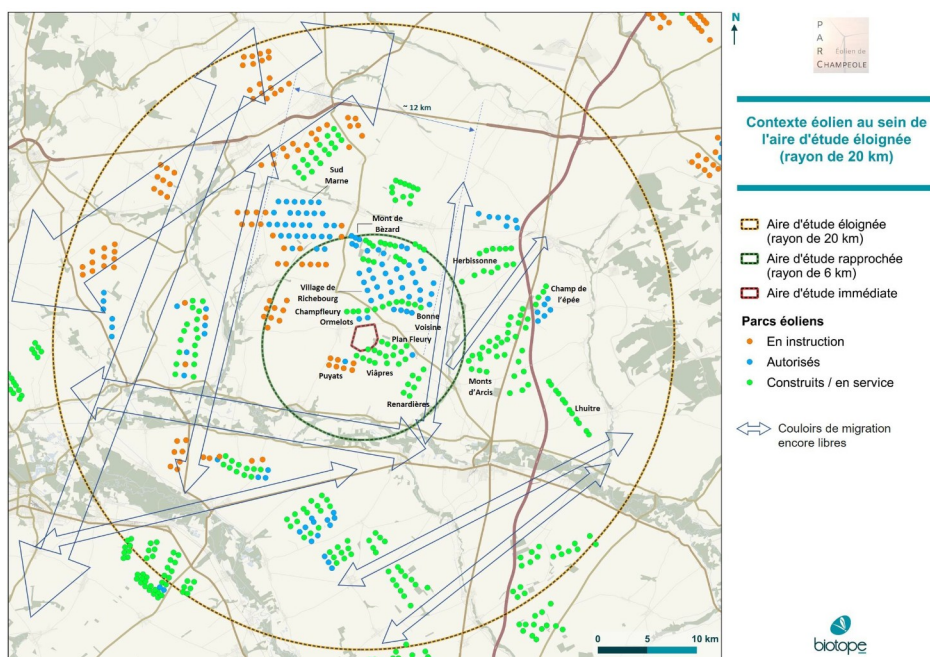 N
P
A
R
C
Éolien de
CHAMPEOLE
Contexte éolien au sein de
l'aire d'étude éloignée
(rayon de 20 km)
Aire d'étude éloignée
(rayon de 20 km)
Aire d'étude rapprochée
(rayon de 6 km)
Aire d'étude immédiate
Parcs éoliens
En instruction
Autorisés
Construits / en service
Couloirs de migration
encore libres
~ 12 km
Sud
Marne
Mont de
Bèzard
Herbissonne
Village de
Richebourg
Champfleury
Ormelots
Bonne
Voisine
Champ de
l'épée
Plan Fleury
Puyats
Viâpres
Renardières
Monts
d'Arcis
Lhuitre
0 5 10 km
biotope